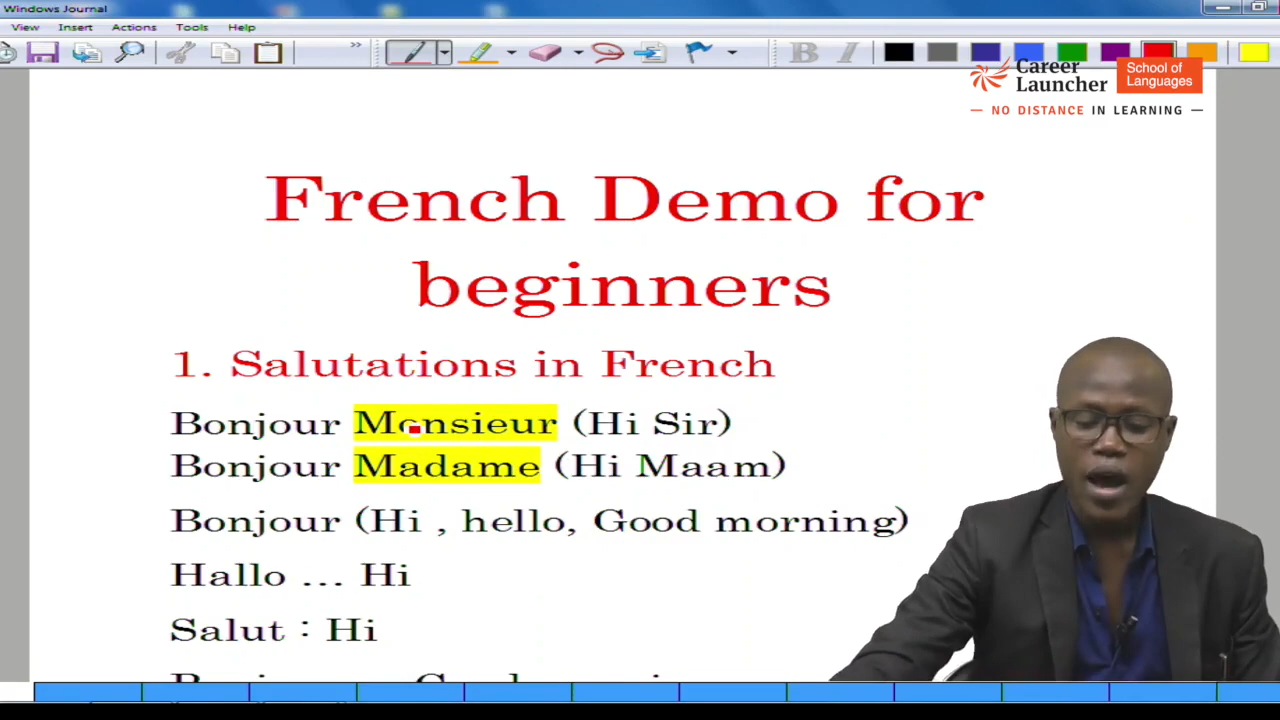 Windows Journal
View Insert Actions Tools Help
Career Launcher
School of Languages
— NO DISTANCE IN LEARNING —
French Demo for
beginners
1. Salutations in French
Bonjour Monsieur (Hi Sir)
Bonjour Madame (Hi Maam)
Bonjour (Hi , hello, Good morning)
Hallo ... Hi
Salut : Hi